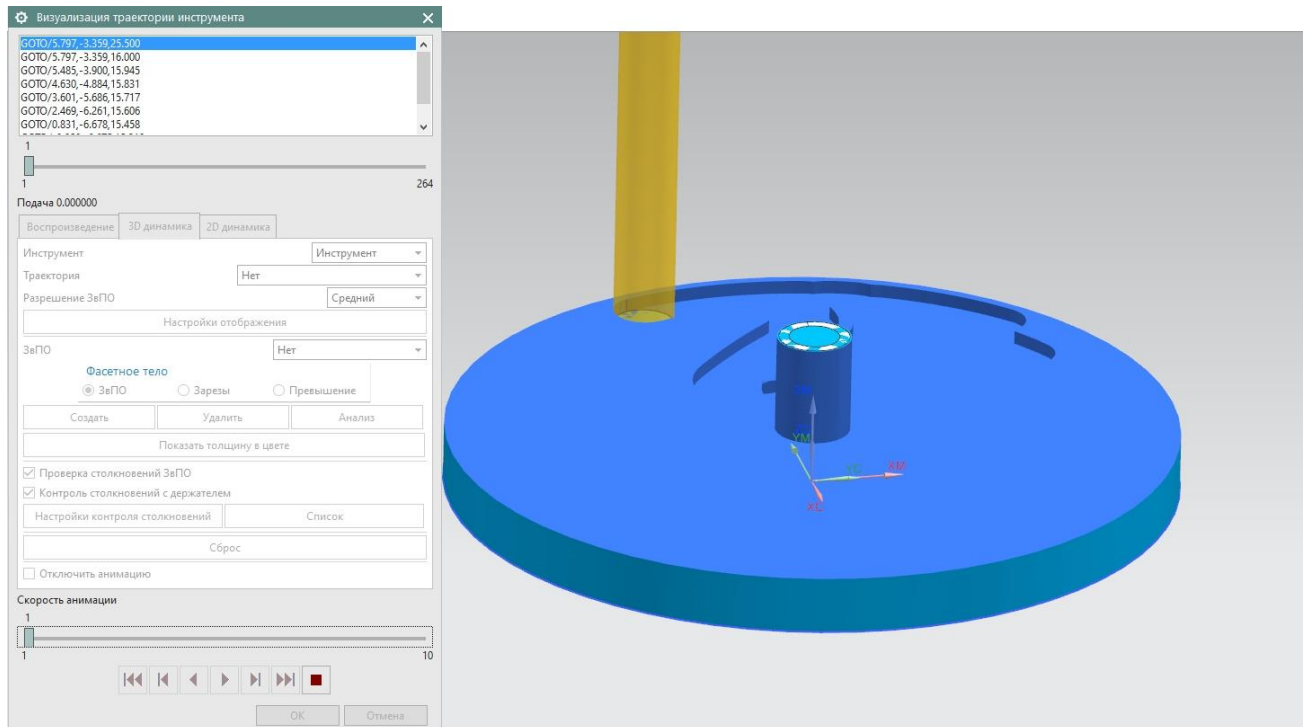 Визуализация траектории инструмента
GOTO/5.797,-3.359,25.500
GOTO/5.797,-3.359,16.000
GOTO/5.485,-3.900,15.945
GOTO/4.630,-4.884,15.831
GOTO/3.601,-5.686,15.717
GOTO/2.469,-6.261,15.606
GOTO/0.831,-6.678,15.458
1
1 264
Подача 0.000000
Воспроизведение 3D динамика 2D динамика
Инструмент Инструмент
Траектория Нет
Разрешение ЗвПО Средний
Настройки отображения
ЗвПО Нет
Фасетное тело
ЗвПО Зарезы Превышение
Создать Удалить Анализ
Показать толщину в цвете
Проверка столкновений ЗвПО
Контроль столкновений с держателем
Настройки контроля столкновений Список
Сброс
Отключить анимацию
Скорость анимации
1
1 10
OK Отмена
YM
YC XM
XC